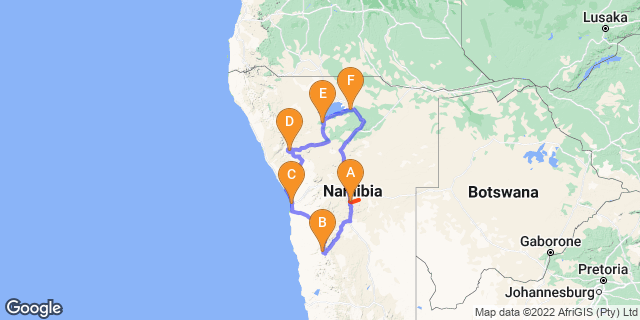 Lusaka
F
E
D
A
C
Namibia
Botswana
B
Gaborone
Pretoria
Johannesburg
Google
Map data ©2022 AfriGIS (Pty) Ltd